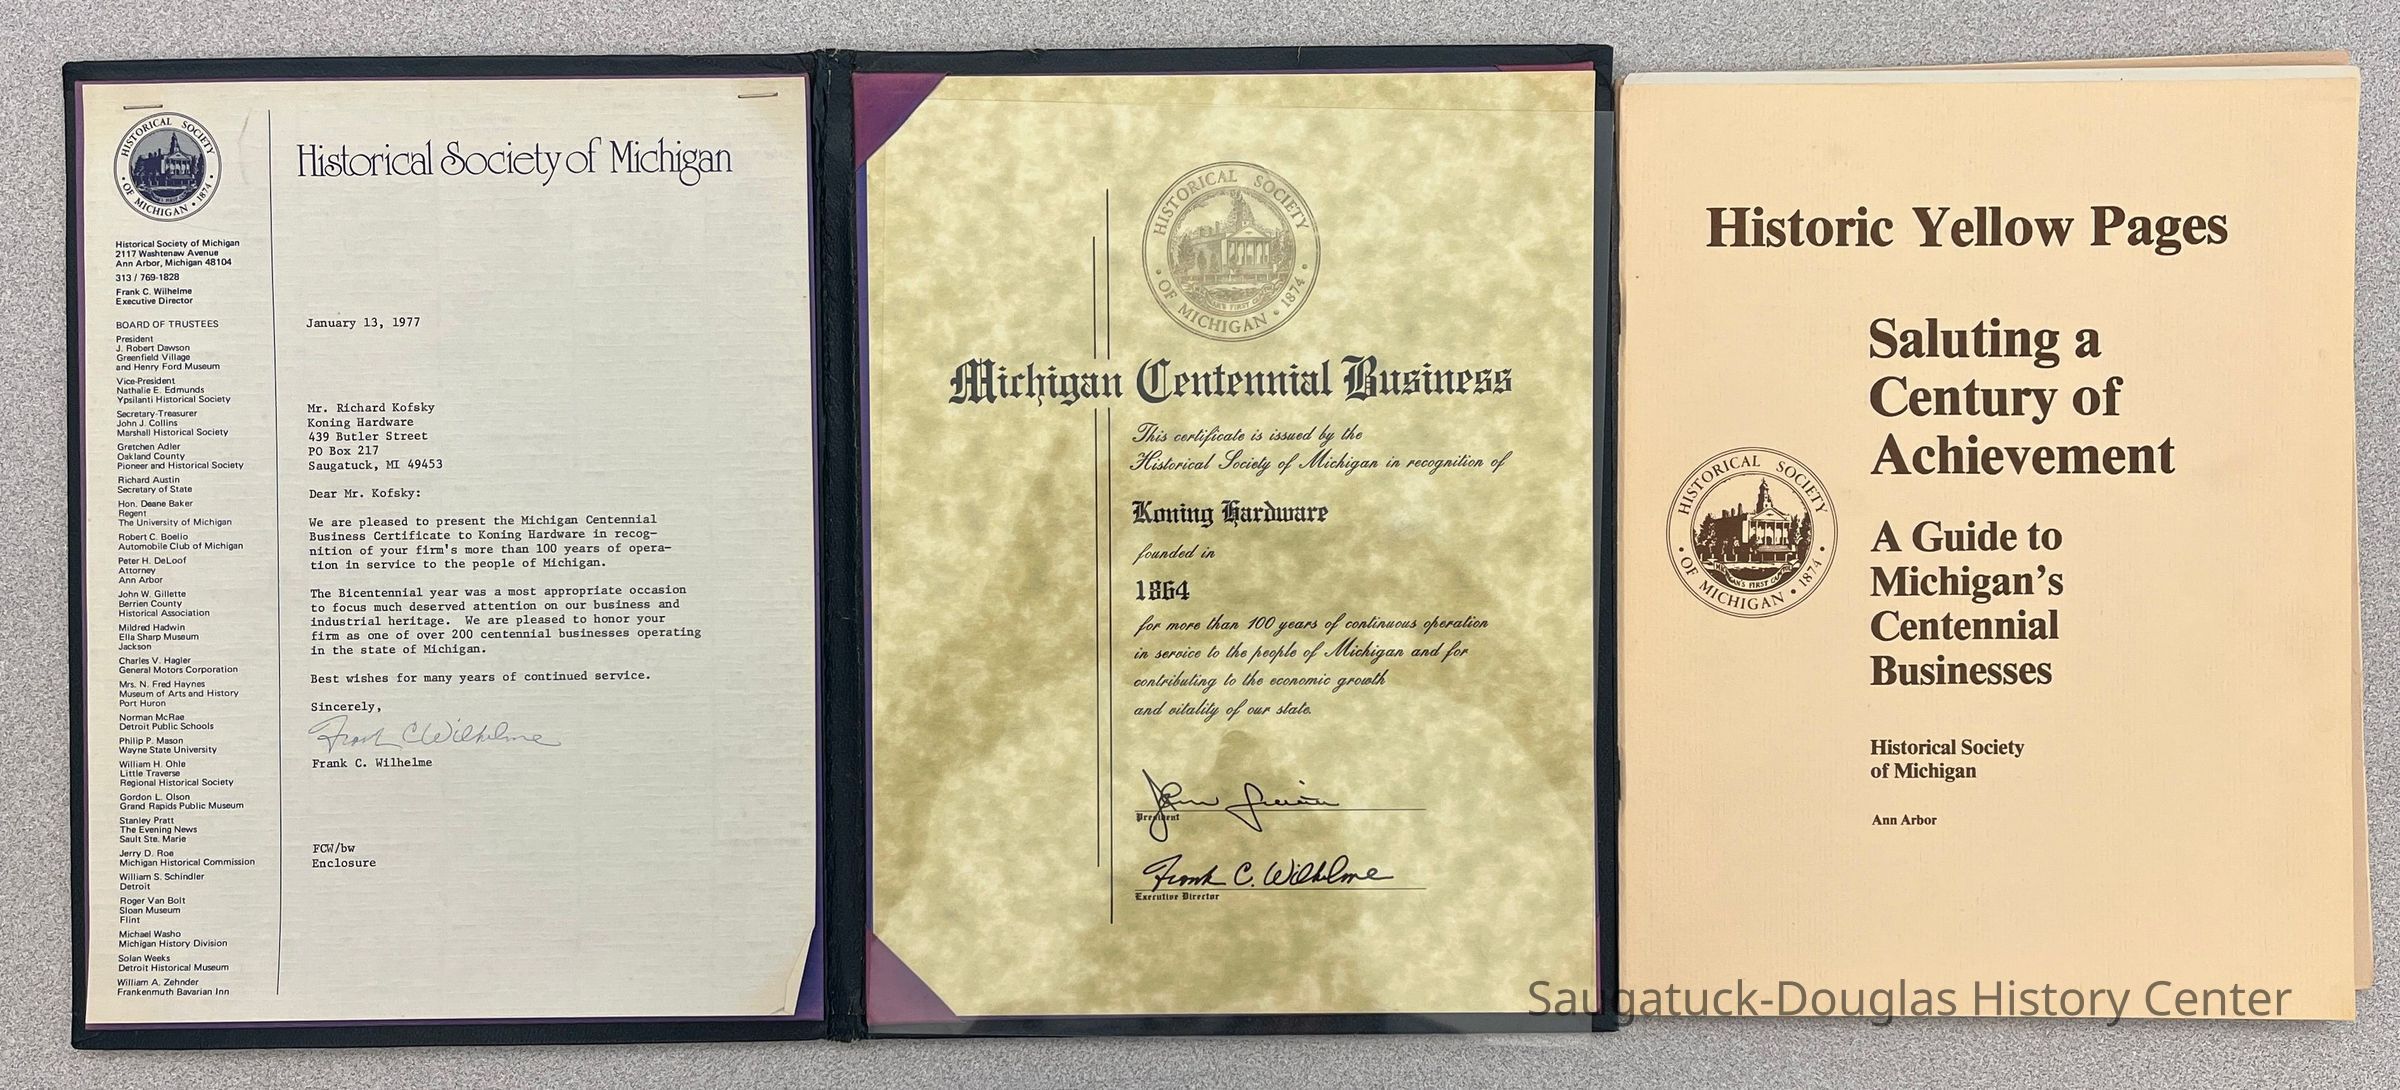 HISTORICAL SOCIETY OF MICHIGAN • 1874 •
Historical Society of Michigan
Historical Society of Michigan
2117 Washtenaw Avenue
Ann Arbor, Michigan 48104
313 / 769-1828
Frank C. Wilhelme
Executive Director
BOARD OF TRUSTEES
President
J. Robert Dawson
Greenfield Village
and Henry Ford Museum
Vice-President
Nathalie E. Edmunds
Ypsilanti Historical Society
Secretary-Treasurer
John J. Collins
Marshall Historical Society
Gretchen Adler
Oakland County
Pioneer and Historical Society
Richard Austin
Secretary of State
Hon. Deane Baker
Regent
The University of Michigan
Robert C. Boelio
Automobile Club of Michigan
Peter H. DeLoof
Attorney
Ann Arbor
John W. Gillette
Berrien County
Historical Association
Mildred Hadwin
Ella Sharp Museum
Jackson
Charles V. Hagler
General Motors Corporation
Mrs. N. Fred Haynes
Museum of Arts and History
Port Huron
Norman McRae
Detroit Public Schools
Philip P. Mason
Wayne State University
William H. Ohle
Little Traverse
Regional Historical Society
Gordon L. Olson
Grand Rapids Public Museum
Stanley Pratt
The Evening News
Sault Ste. Marie
Jerry D. Roe
Michigan Historical Commission
William S. Schindler
Detroit
Roger Van Bolt
Sloan Museum
Flint
Michael Washo
Michigan History Division
Solan Weeks
Detroit Historical Museum
William A. Zehnder
Frankenmuth Bavarian Inn
January 13, 1977
Mr. Richard Kofsky
Koning Hardware
439 Butler Street
PO Box 217
Saugatuck, MI 49453
Dear Mr. Kofsky:
We are pleased to present the Michigan Centennial
Business Certificate to Koning Hardware in recog-
nition of your firm's more than 100 years of opera-
tion in service to the people of Michigan.
The Bicentennial year was a most appropriate occasion
to focus much deserved attention on our business and
industrial heritage. We are pleased to honor your
firm as one of over 200 centennial businesses operating
in the state of Michigan.
Best wishes for many years of continued service.
Sincerely,
Frank C Wilhelme
Frank C. Wilhelme
FCW/bw
Enclosure
HISTORICAL SOCIETY OF MICHIGAN • 1874 •
Michigan Centennial Business
This certificate is issued by the
Historical Society of Michigan in recognition of
Koning Hardware
founded in
1864
for more than 100 years of continuous operation
in service to the people of Michigan and for
contributing to the economic growth
and vitality of our state.
President
Frank C. Wilhelme
Executive Director
Historic Yellow Pages
Saluting a
Century of
Achievement
HISTORICAL SOCIETY OF MICHIGAN • 1874 •
A Guide to
Michigan's
Centennial
Businesses
Historical Society
of Michigan
Ann Arbor
Saugatuck-Douglas History Center